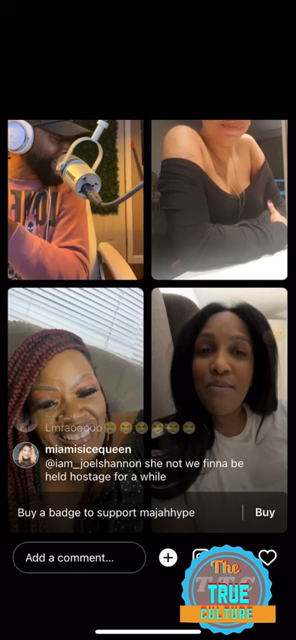 Lmfaooooo
miamisicequeen
@iam_joelshannon she not we finna be
held hostage for a while
Buy a badge to support majahhype
Buy
Add a comment...
The
TRUE
CULTURE